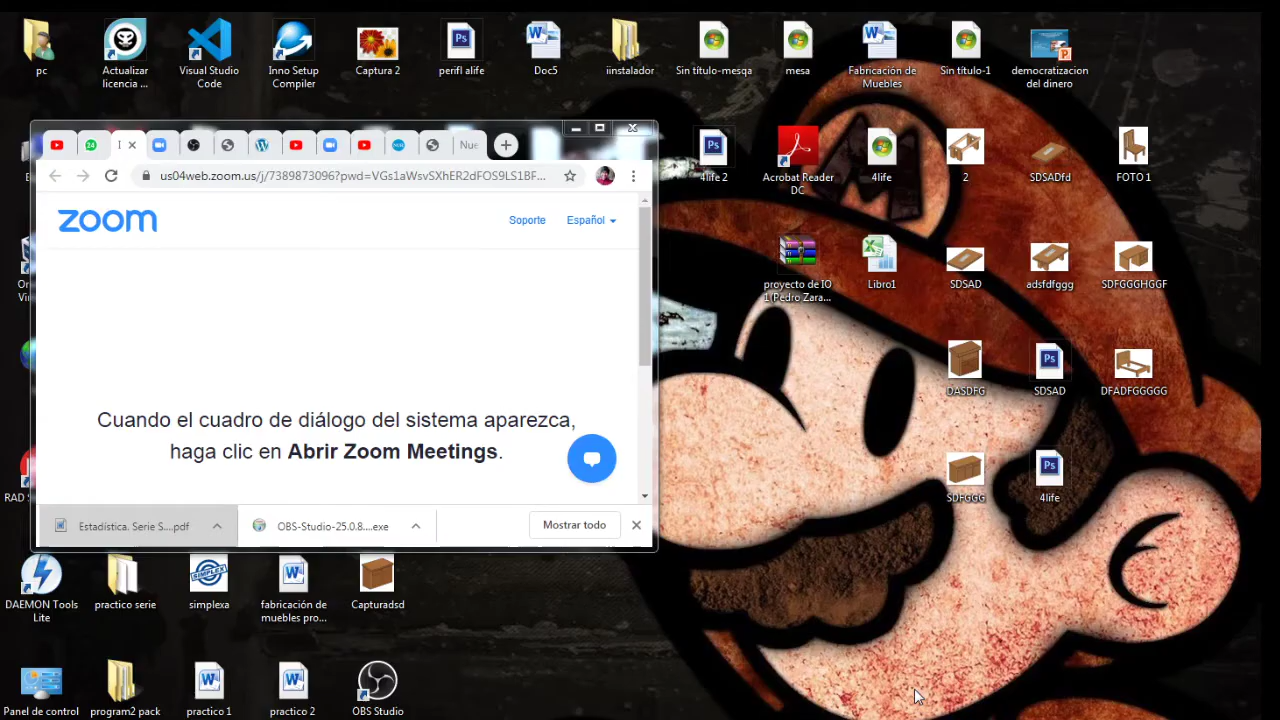 pc
Actualizar
licencia ...
Visual Studio
Code
Inno Setup
Compiler
Captura 2
perifl alife
Doc5
iinstalador
Sin título-mesqa
mesa
Fabricación de
Muebles
Sin título-1
democratizacion
del dinero
24
Nue
us04web.zoom.us/j/7389873096?pwd=VGs1aWsvSXhER2dFOS9LS1BF...
zoom
Soporte
Español
Cuando el cuadro de diálogo del sistema aparezca,
haga clic en Abrir Zoom Meetings.
Estadística. Serie S....pdf
OBS-Studio-25.0.8....exe
Mostrar todo
4life 2
Acrobat Reader
DC
4life
2
SDSADfd
FOTO 1
proyecto de IO
1 (Pedro Zara...
Libro1
SDSAD
adsfdfggg
SDFGGGHGGF
DASDFG
SDSAD
DFADFGGGGG
SDFGGG
4life
RAD S
DAEMON Tools
Lite
practico serie
simplexa
fabricación de
muebles pro...
Capturadsd
Panel de control
program2 pack
practico 1
practico 2
OBS Studio